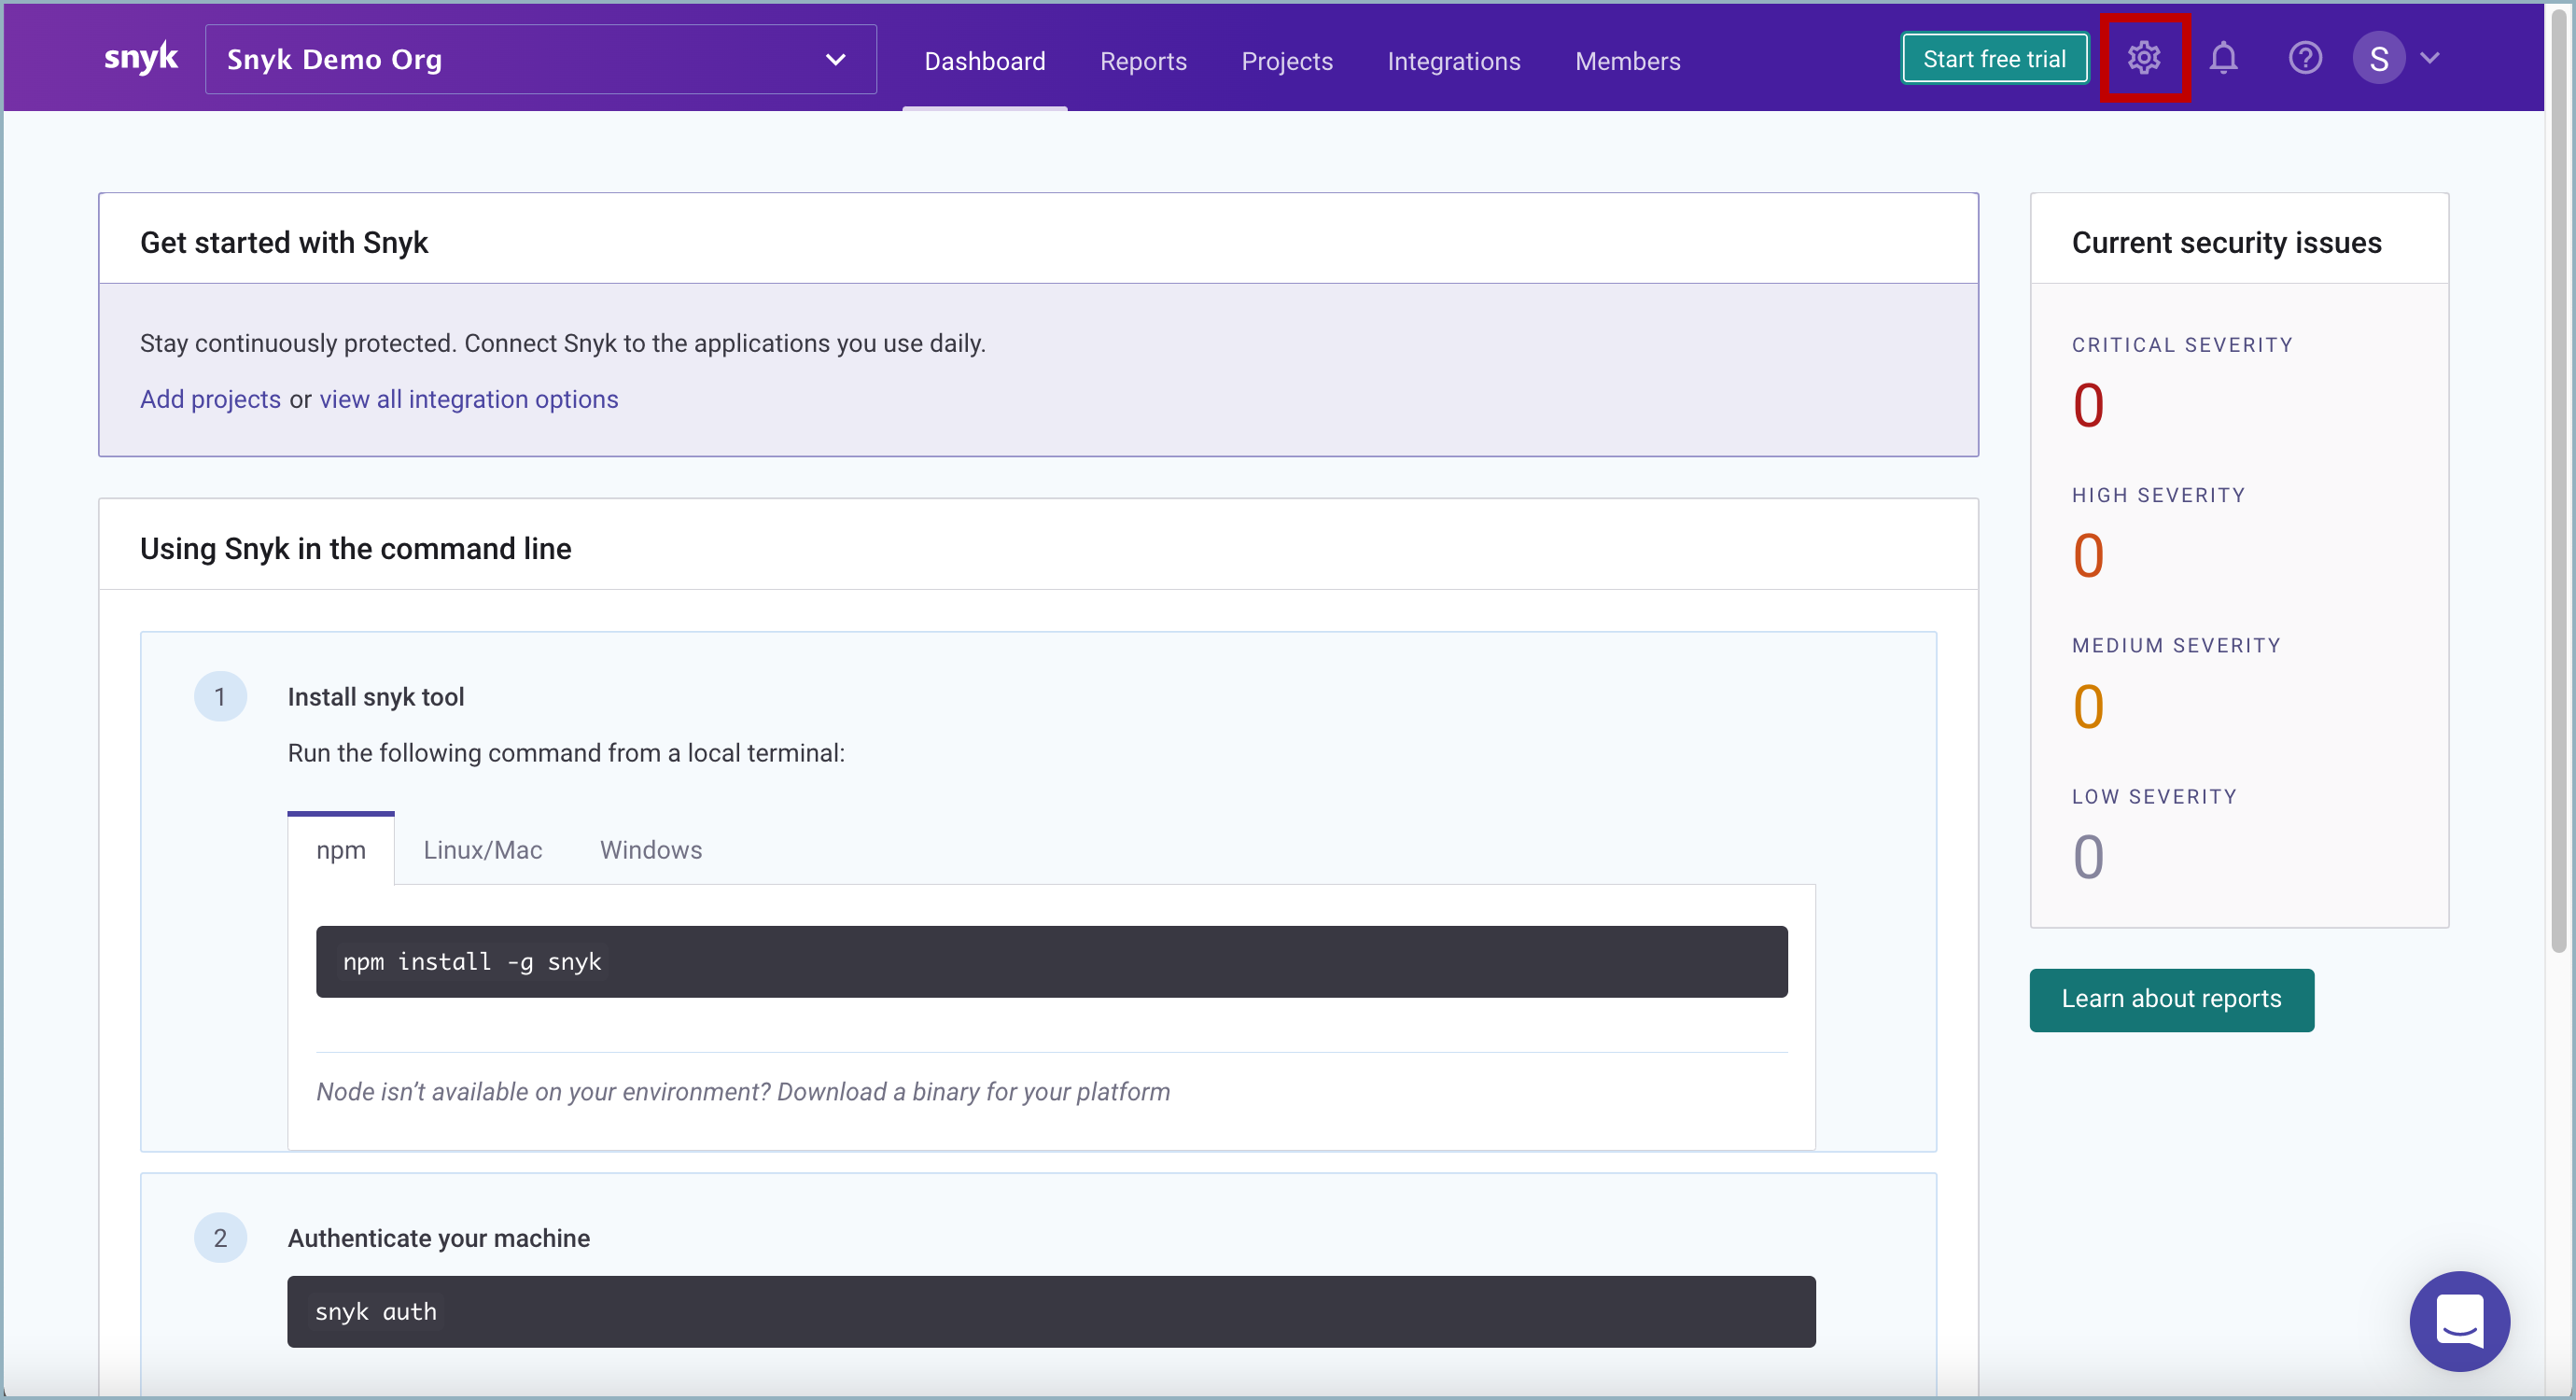 snyk
Snyk Demo Org
Dashboard
Reports
Projects
Integrations
Members
Start free trial
S
Get started with Snyk
Stay continuously protected. Connect Snyk to the applications you use daily.
Add projects or view all integration options
Using Snyk in the command line
1
Install snyk tool
Run the following command from a local terminal:
npm
Linux/Mac
Windows
npm install -g snyk
Node isn’t available on your environment? Download a binary for your platform
2
Authenticate your machine
snyk auth
Current security issues
CRITICAL SEVERITY
0
HIGH SEVERITY
0
MEDIUM SEVERITY
0
LOW SEVERITY
0
Learn about reports